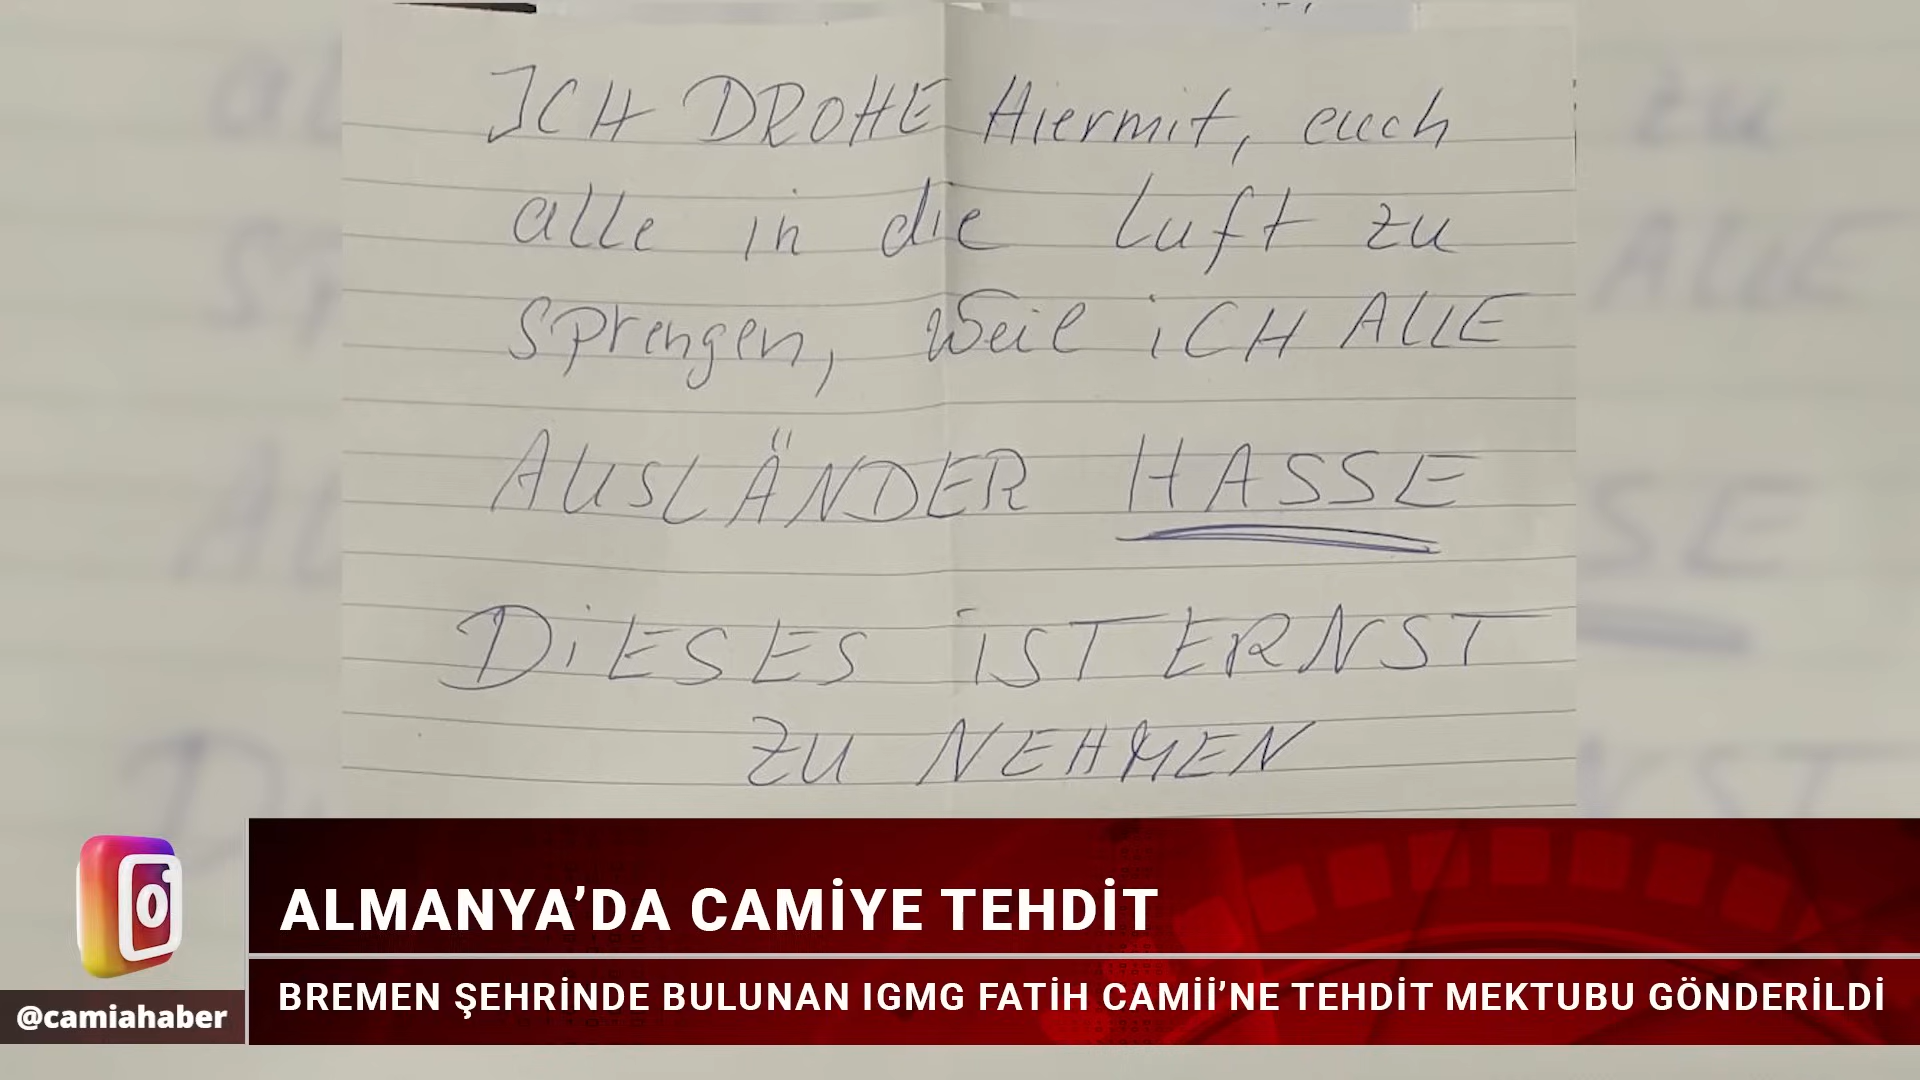 ICH DROHE Hiermit, euch
alle in die Luft zu
sprengen, weil iCH ALLE
AUSLÄNDER HASSE
DiESES iST ERNST
ZU NEHMEN
ALMANYA’DA CAMİYE TEHDİT
BREMEN ŞEHRİNDE BULUNAN IGMG FATİH CAMİİ’NE TEHDİT MEKTUBU GÖNDERİLDİ
@camiahaber